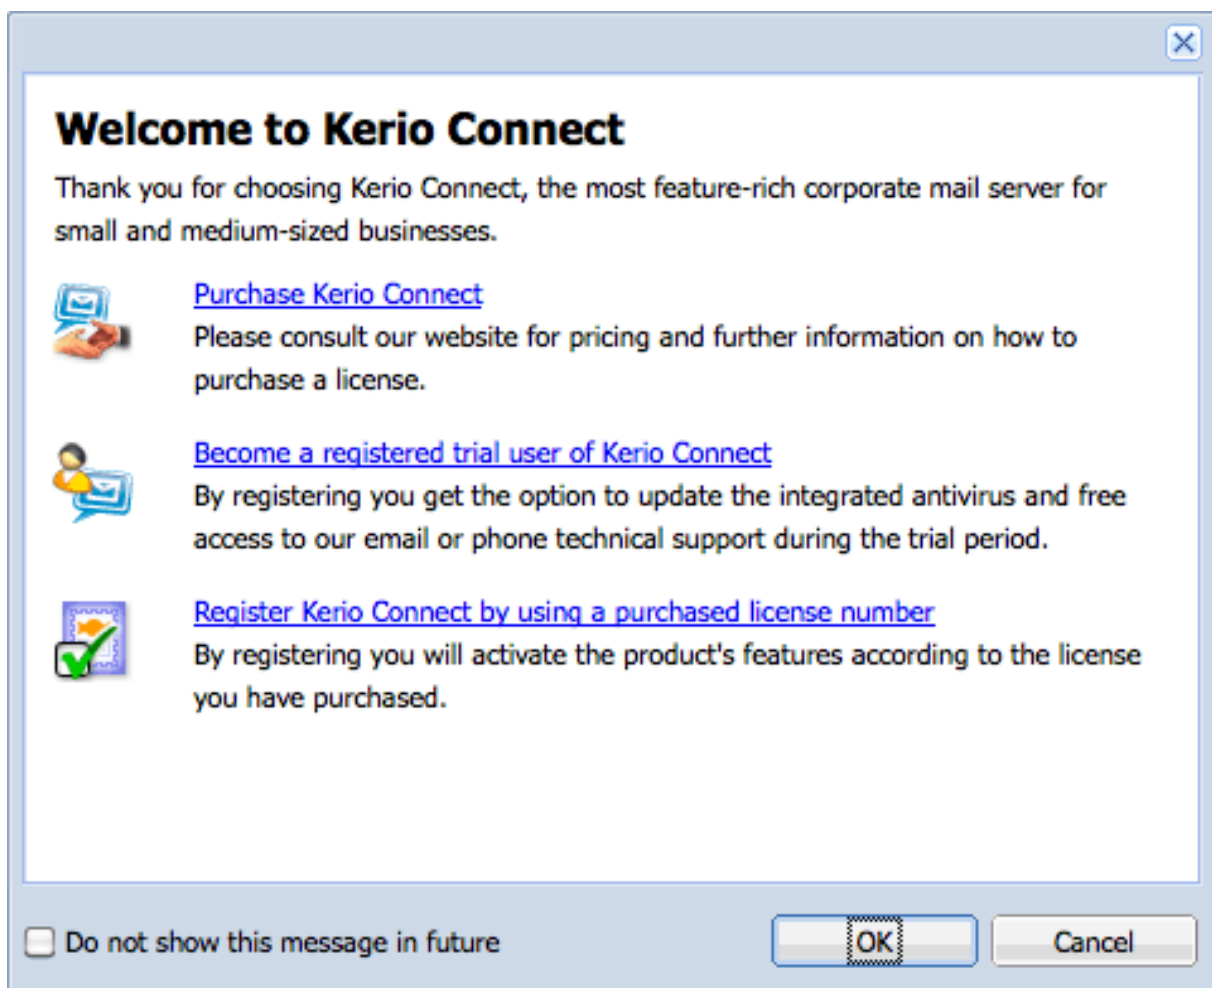 Welcome to Kerio Connect
Thank you for choosing Kerio Connect, the most feature-rich corporate mail server for
small and medium-sized businesses.
Purchase Kerio Connect
Please consult our website for pricing and further information on how to
purchase a license.
Become a registered trial user of Kerio Connect
By registering you get the option to update the integrated antivirus and free
access to our email or phone technical support during the trial period.
Register Kerio Connect by using a purchased license number
By registering you will activate the product's features according to the license
you have purchased.
Do not show this message in future
OK
Cancel